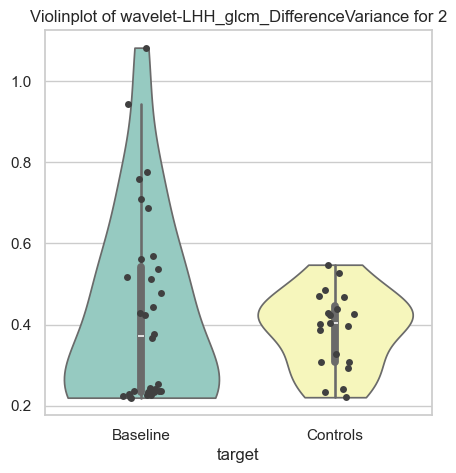 Violinplot of wavelet-LHH_glcm_DifferenceVariance for 2
1.0
0.8
0.6
0.4
0.2
Baseline Controls
target